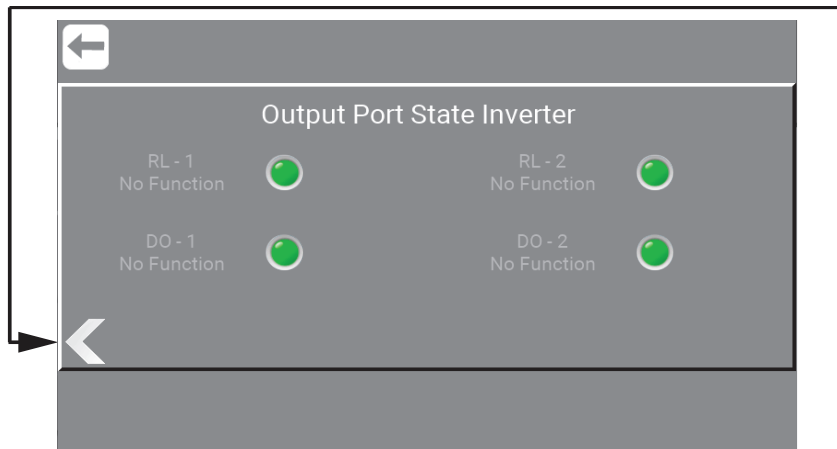 Output Port State Inverter
RL - 1
No Function
RL - 2
No Function
DO - 1
No Function
DO - 2
No Function